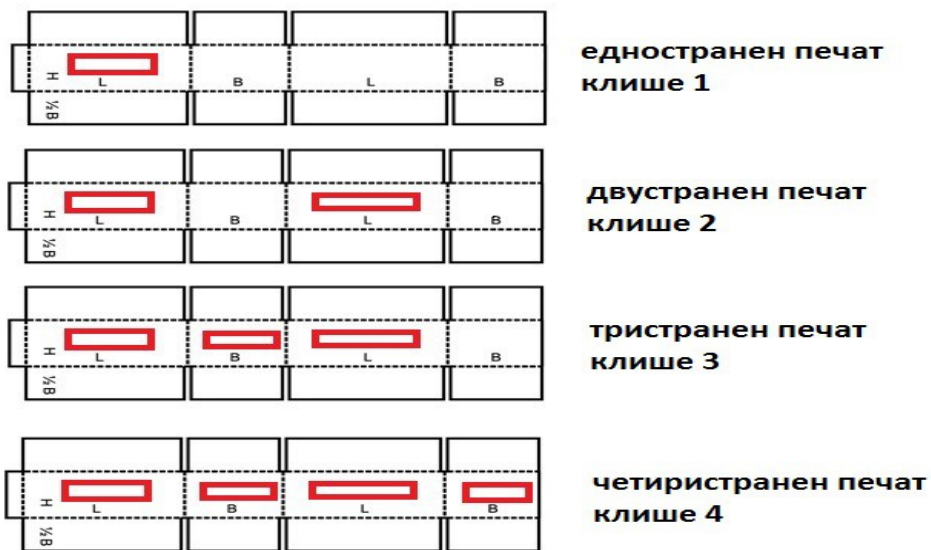 H
L
B
L
B
½B
едностранен печат
клише 1
H
L
B
L
B
½B
двустранен печат
клише 2
H
L
B
L
B
½B
тристранен печат
клише 3
H
L
B
L
B
½B
четиристранен печат
клише 4